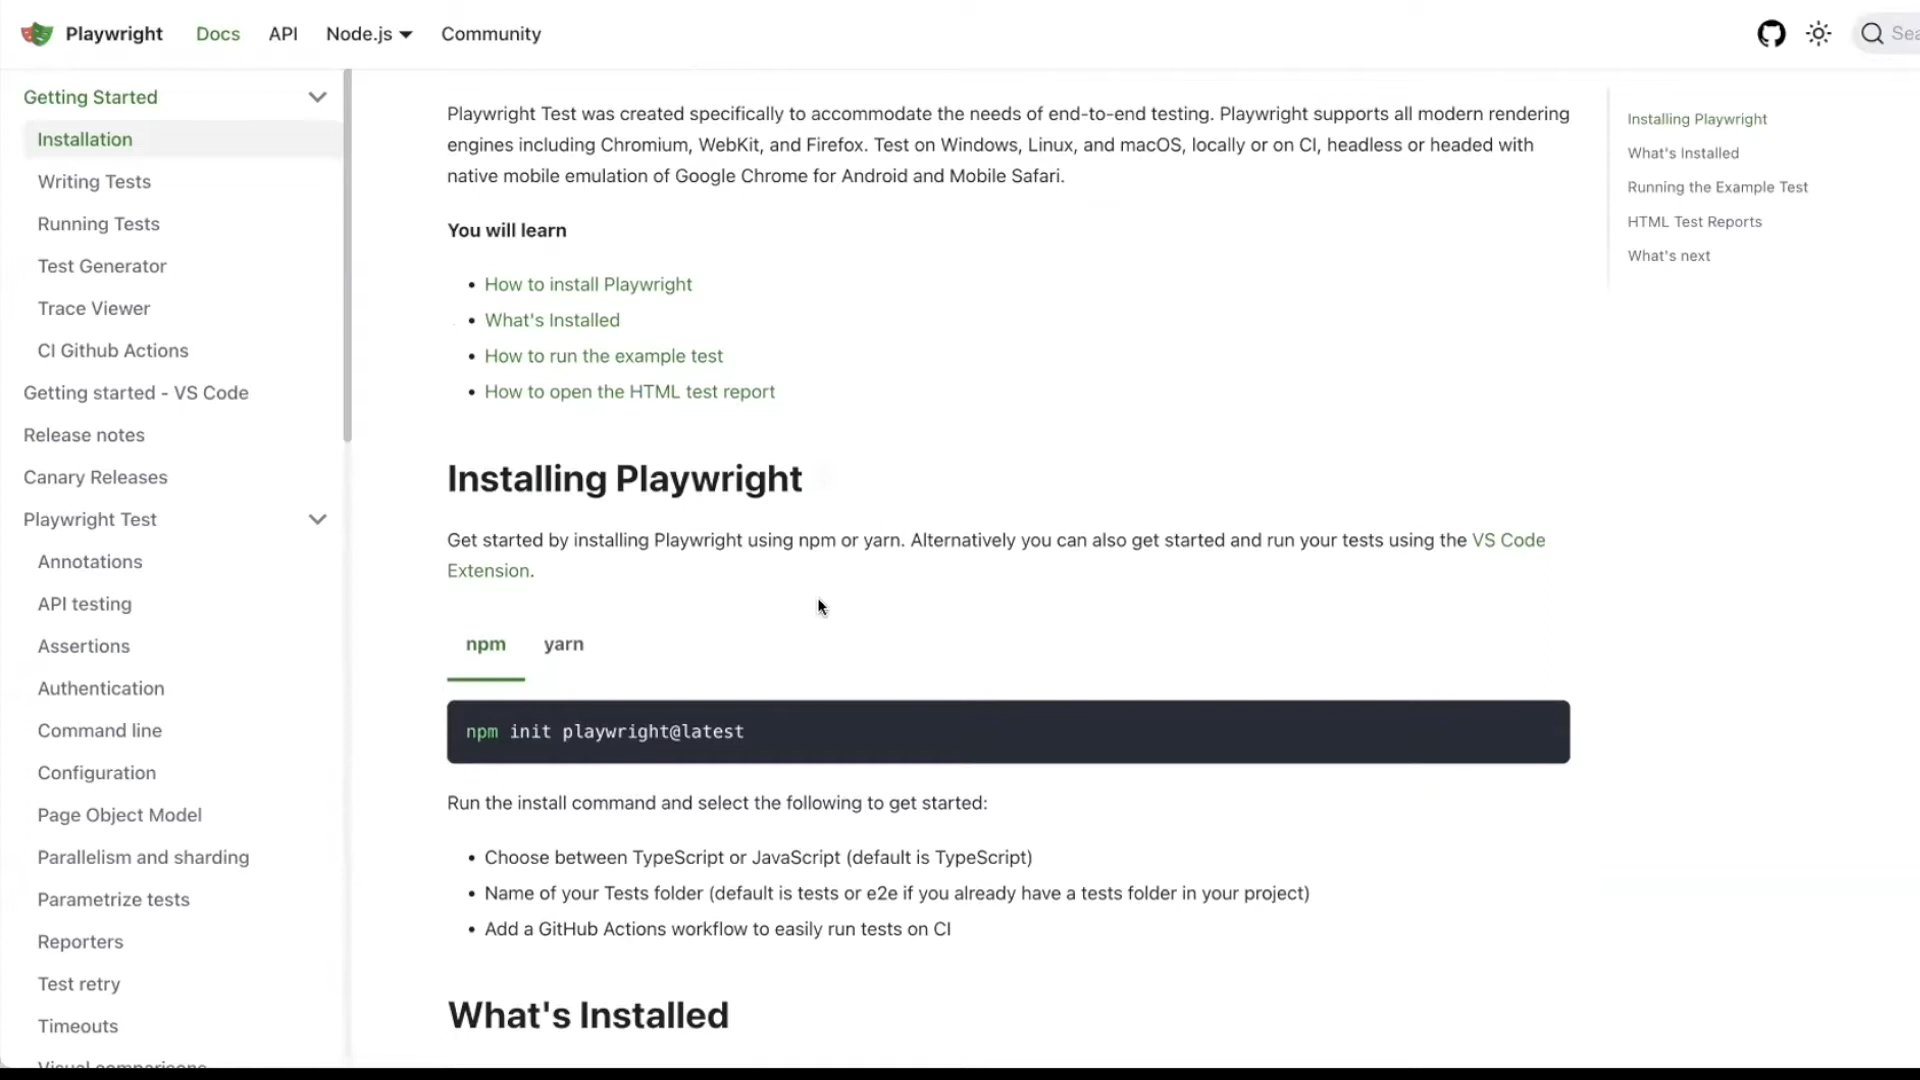 Playwright
Docs
API
Node.js
Community
Sea
Getting Started
Installation
Writing Tests
Running Tests
Test Generator
Trace Viewer
CI Github Actions
Getting started - VS Code
Release notes
Canary Releases
Playwright Test
Annotations
API testing
Assertions
Authentication
Command line
Configuration
Page Object Model
Parallelism and sharding
Parametrize tests
Reporters
Test retry
Timeouts
Visual comparisons
Playwright Test was created specifically to accommodate the needs of end-to-end testing. Playwright supports all modern rendering
engines including Chromium, WebKit, and Firefox. Test on Windows, Linux, and macOS, locally or on CI, headless or headed with
native mobile emulation of Google Chrome for Android and Mobile Safari.
You will learn
• How to install Playwright
• What's Installed
• How to run the example test
• How to open the HTML test report
Installing Playwright
Get started by installing Playwright using npm or yarn. Alternatively you can also get started and run your tests using the VS Code
Extension.
npm
yarn
npm init playwright@latest
Run the install command and select the following to get started:
• Choose between TypeScript or JavaScript (default is TypeScript)
• Name of your Tests folder (default is tests or e2e if you already have a tests folder in your project)
• Add a GitHub Actions workflow to easily run tests on CI
What's Installed
Installing Playwright
What's Installed
Running the Example Test
HTML Test Reports
What's next